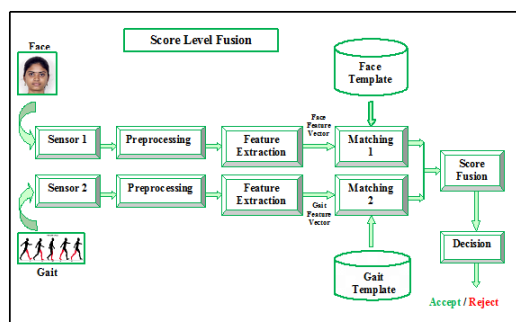 Score Level Fusion
Face
Face
Template
Face
Feature
Vector
Sensor 1
Preprocessing
Feature
Extraction
Matching
1
Score
Fusion
Sensor 2
Preprocessing
Feature
Extraction
Matching
2
Gait
Feature
Vector
Decision
Gait
Gait
Template
Accept / Reject